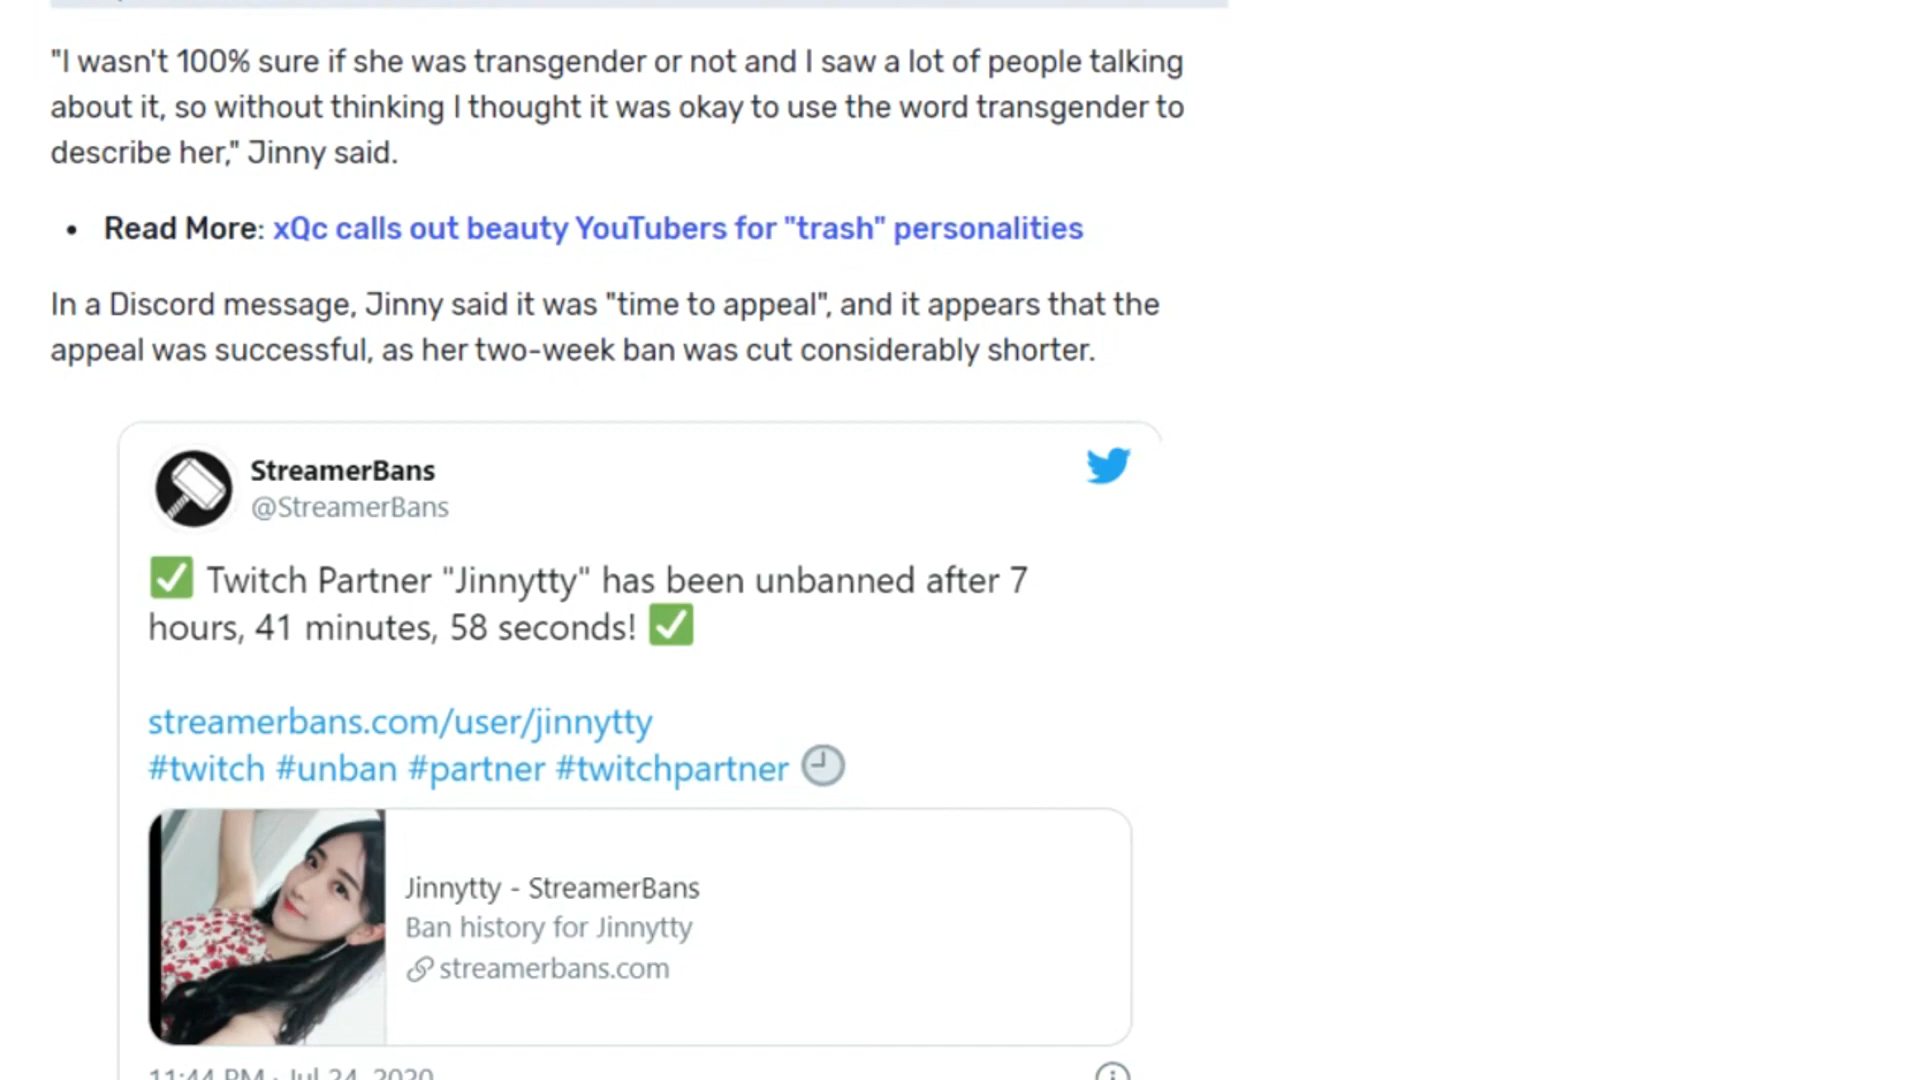 "I wasn't 100% sure if she was transgender or not and I saw a lot of people talking
about it, so without thinking I thought it was okay to use the word transgender to
describe her," Jinny said.
• Read More: xQc calls out beauty YouTubers for "trash" personalities
In a Discord message, Jinny said it was "time to appeal", and it appears that the
appeal was successful, as her two-week ban was cut considerably shorter.
StreamerBans
@StreamerBans
✅ Twitch Partner "Jinnytty" has been unbanned after 7
hours, 41 minutes, 58 seconds! ✅
streamerbans.com/user/jinnytty
#twitch #unban #partner #twitchpartner
Jinnytty - StreamerBans
Ban history for Jinnytty
streamerbans.com
11:44 PM · Jul 24, 2020